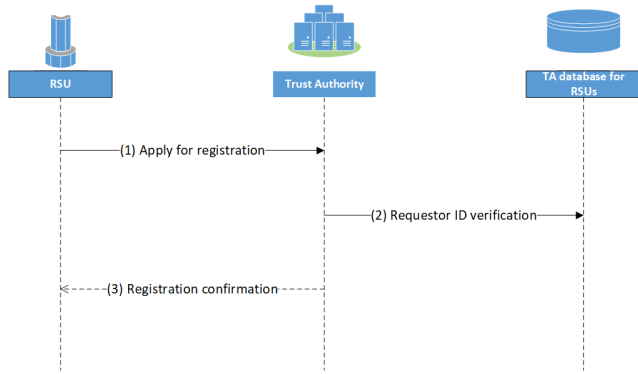 RSU
Trust Authority
TA database for
RSUs
(1) Apply for registration
(2) Requestor ID verification
(3) Registration confirmation